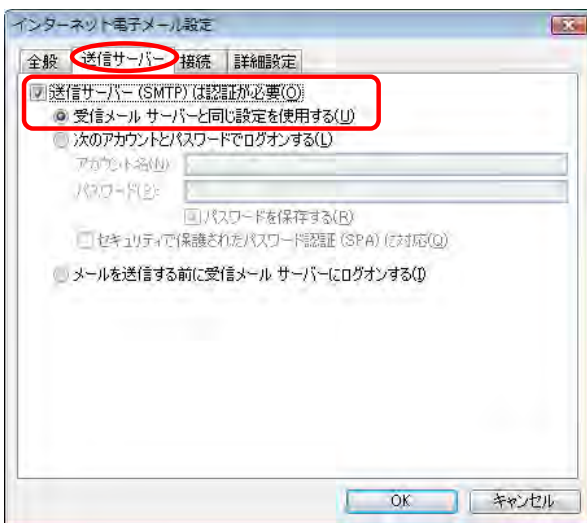 インターネット電子メール設定
全般 送信サーバー 接続 詳細設定
送信サーバー (SMTP) は認証が必要(O)
受信メール サーバーと同じ設定を使用する(U)
次のアカウントとパスワードでログオンする(L)
アカウント名(N):
パスワード(P):
パスワードを保存する(R)
セキュリティで保護されたパスワード認証 (SPA) に対応(Q)
メールを送信する前に受信メール サーバーにログオンする(I)
OK キャンセル